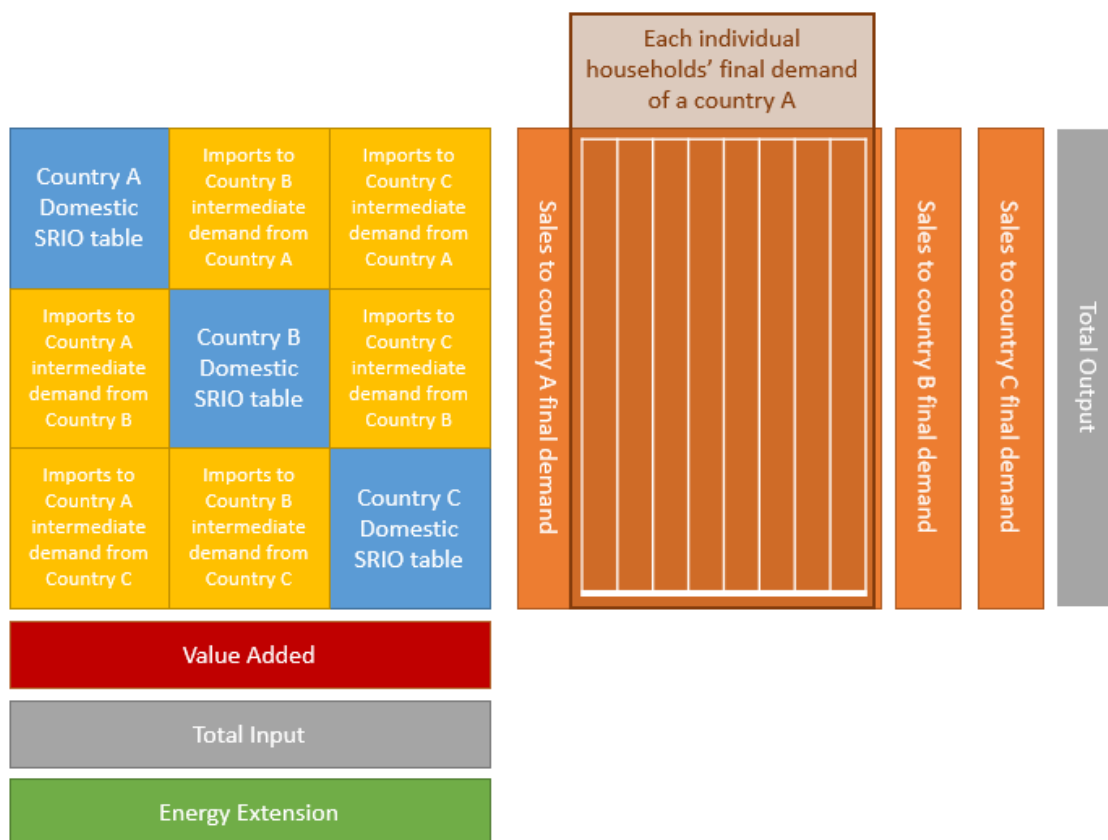 Each individual
households' final demand
of a country A
Country A
Domestic
SRIO table
Imports to
Country B
intermediate
demand from
Country A
Imports to
Country C
intermediate
demand from
Country A
Imports to
Country A
intermediate
demand from
Country B
Country B
Domestic
SRIO table
Imports to
Country C
intermediate
demand from
Country B
Imports to
Country A
intermediate
demand from
Country C
Imports to
Country B
intermediate
demand from
Country C
Country C
Domestic
SRIO table
Sales to country A final demand
Sales to country B final demand
Sales to country C final demand
Total Output
Value Added
Total Input
Energy Extension